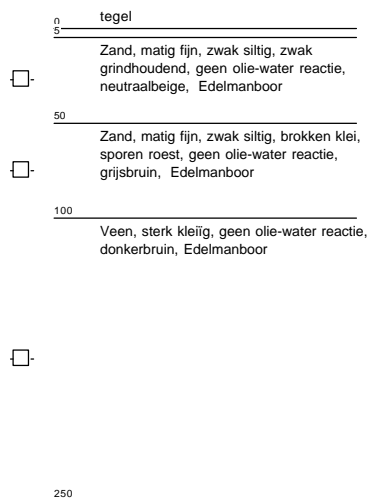 0 tegel
5
Zand, matig fijn, zwak siltig, zwak
grindhoudend, geen olie-water reactie,
neutraalbeige, Edelmanboor
50
Zand, matig fijn, zwak siltig, brokken klei,
sporen roest, geen olie-water reactie,
grijsbruin, Edelmanboor
100
Veen, sterk kleiïg, geen olie-water reactie,
donkerbruin, Edelmanboor
250